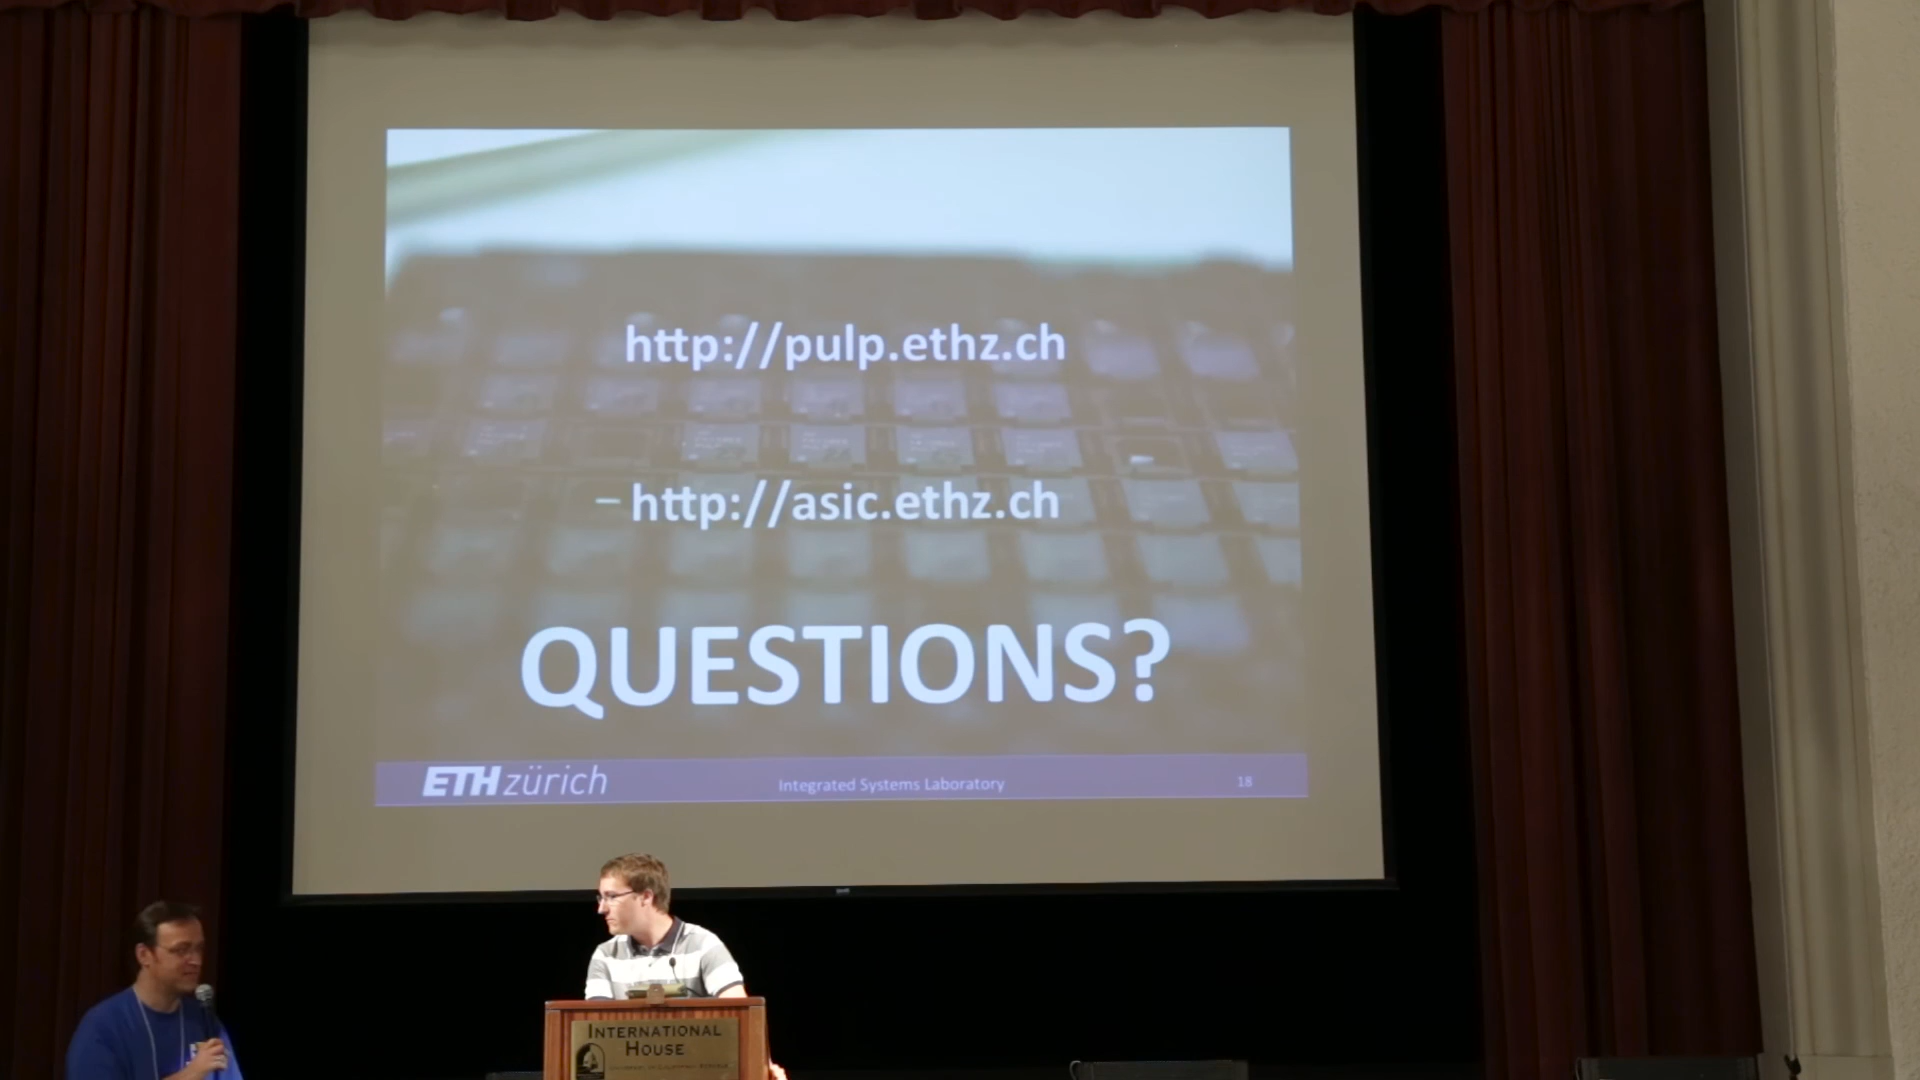 http://pulp.ethz.ch
– http://asic.ethz.ch
QUESTIONS?
ETH zürich
Integrated Systems Laboratory
18
INTERNATIONAL
HOUSE